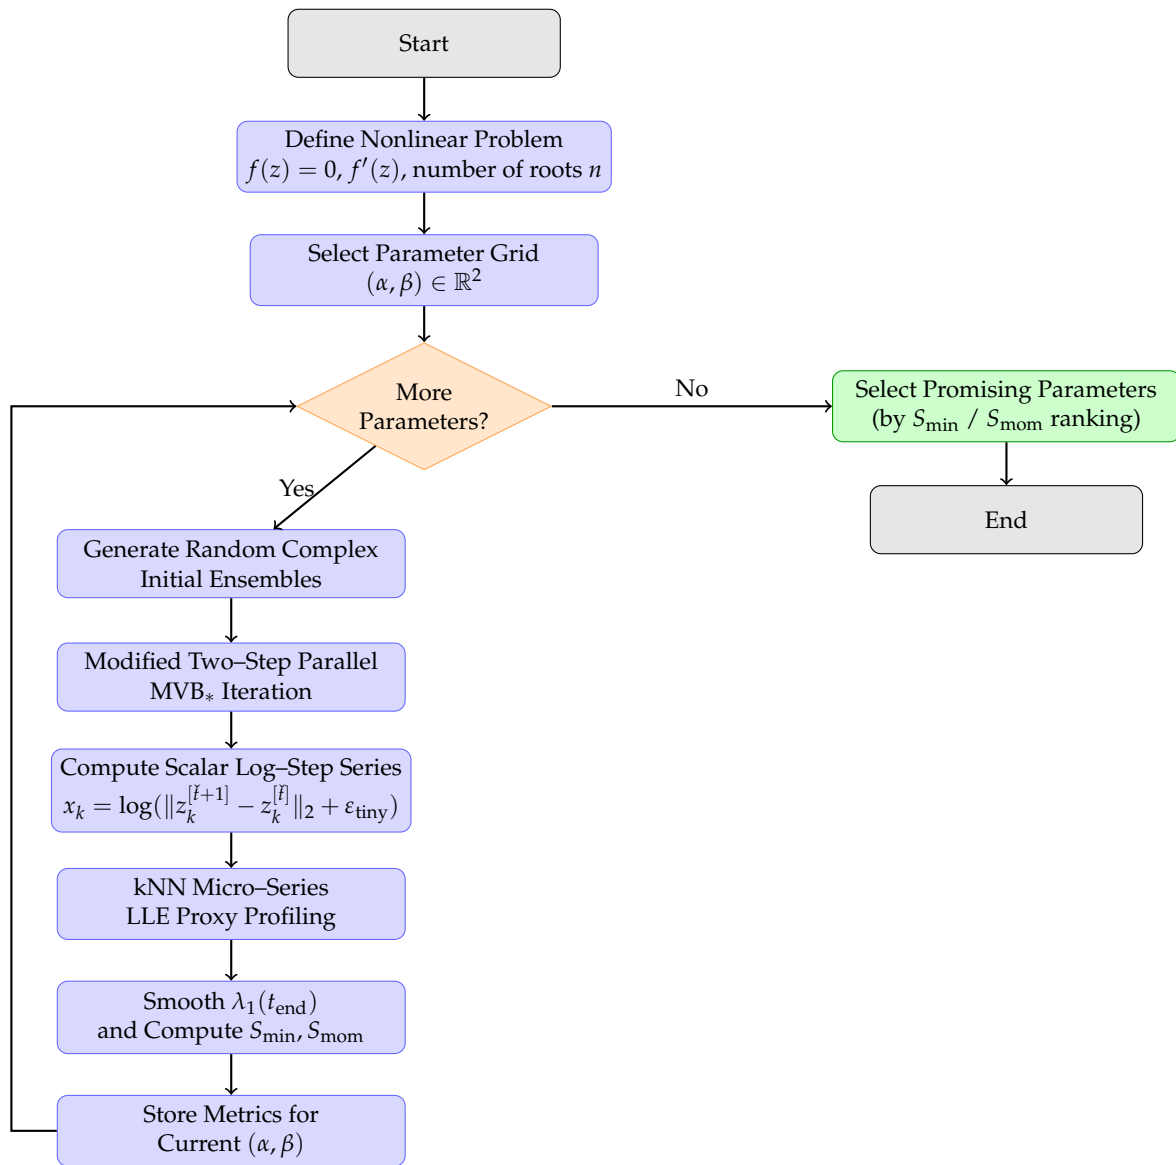 Start
Define Nonlinear Problem
f(z) = 0, f′(z), number of roots n
Select Parameter Grid
(α, β) ∈ ℝ²
More
Parameters?
No
Select Promising Parameters
(by S_min / S_mom ranking)
End
Yes
Generate Random Complex
Initial Ensembles
Modified Two–Step Parallel
MVB_* Iteration
Compute Scalar Log–Step Series
x_k = log(‖z_k^{[ť+1]} − z_k^{[ť]}‖₂ + ε_tiny)
kNN Micro–Series
LLE Proxy Profiling
Smooth λ₁(t_end)
and Compute S_min, S_mom
Store Metrics for
Current (α, β)